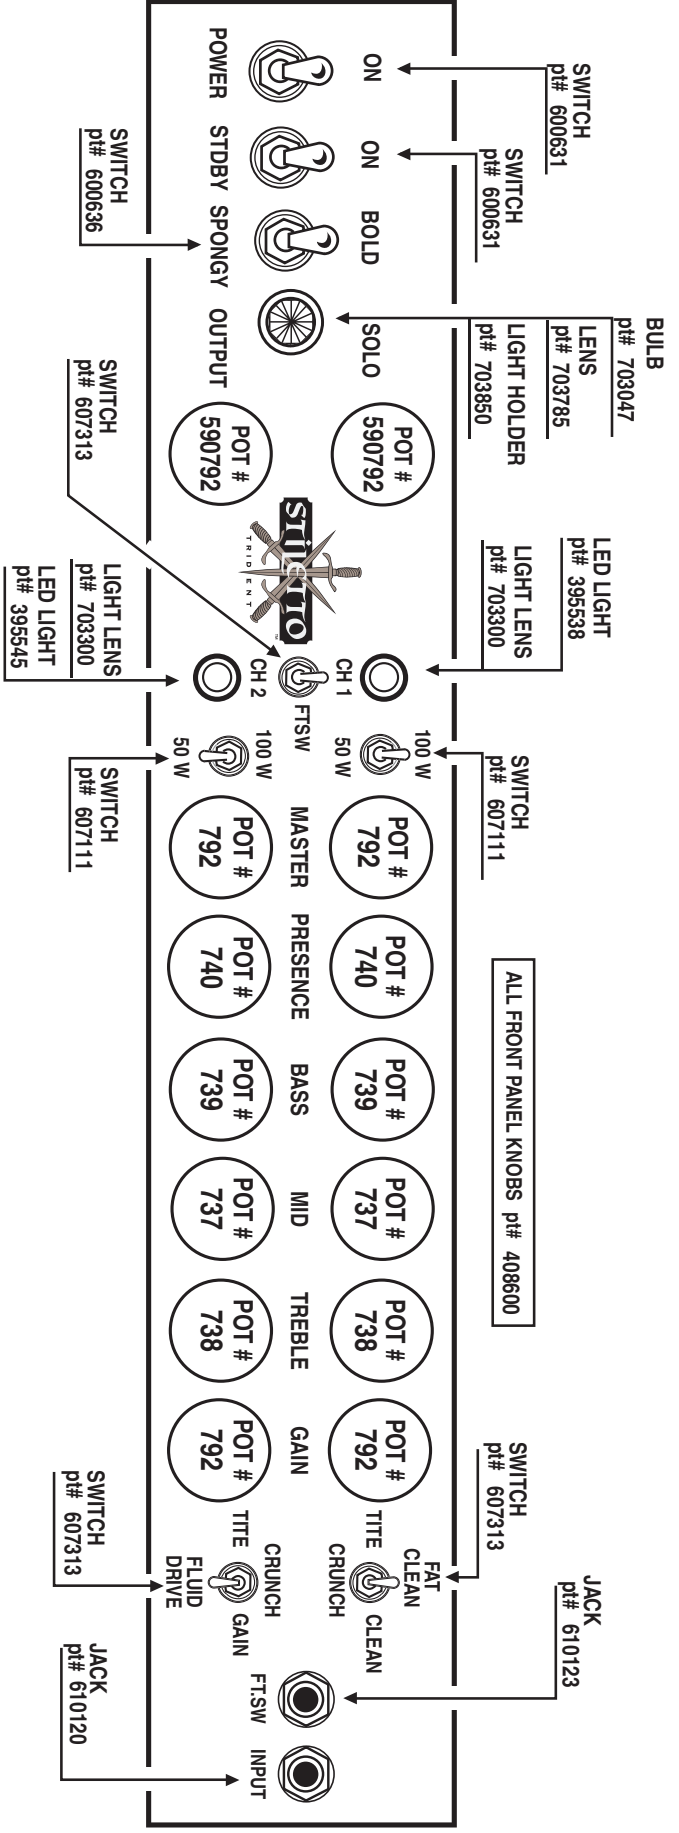 BULB
pt# 703047
LENS
pt# 703785
LIGHT HOLDER
pt# 703850
SWITCH
pt# 600631
SWITCH
pt# 600631
LED LIGHT
pt# 395538
LIGHT LENS
pt# 703300
SWITCH
pt# 607111
ALL FRONT PANEL KNOBS pt# 408600
SWITCH
pt# 607313
JACK
pt# 610123
ON
ON
BOLD
SOLO
POWER
STDBY
SPONGY
OUTPUT
POT #
590792
POT #
590792
STILETTO
TRIDENT
™
CH 1
FTSW
CH 2
100 W
50 W
100 W
50 W
POT #
792
MASTER
POT #
792
POT #
740
PRESENCE
POT #
740
POT #
739
BASS
POT #
739
POT #
737
MID
POT #
737
POT #
738
TREBLE
POT #
738
POT #
792
GAIN
POT #
792
FAT
CLEAN
TITE
CLEAN
CRUNCH
CRUNCH
TITE
GAIN
FLUID
DRIVE
FT.SW
INPUT
SWITCH
pt# 600636
SWITCH
pt# 607313
LIGHT LENS
pt# 703300
LED LIGHT
pt# 395545
SWITCH
pt# 607111
SWITCH
pt# 607313
JACK
pt# 610120